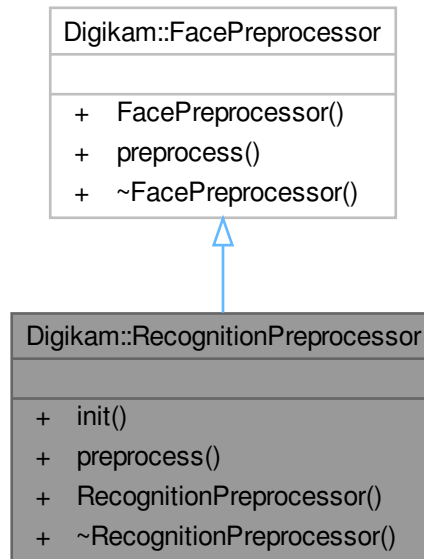 Digikam::FacePreprocessor
+ FacePreprocessor()
+ preprocess()
+ ~FacePreprocessor()
Digikam::RecognitionPreprocessor
+ init()
+ preprocess()
+ RecognitionPreprocessor()
+ ~RecognitionPreprocessor()